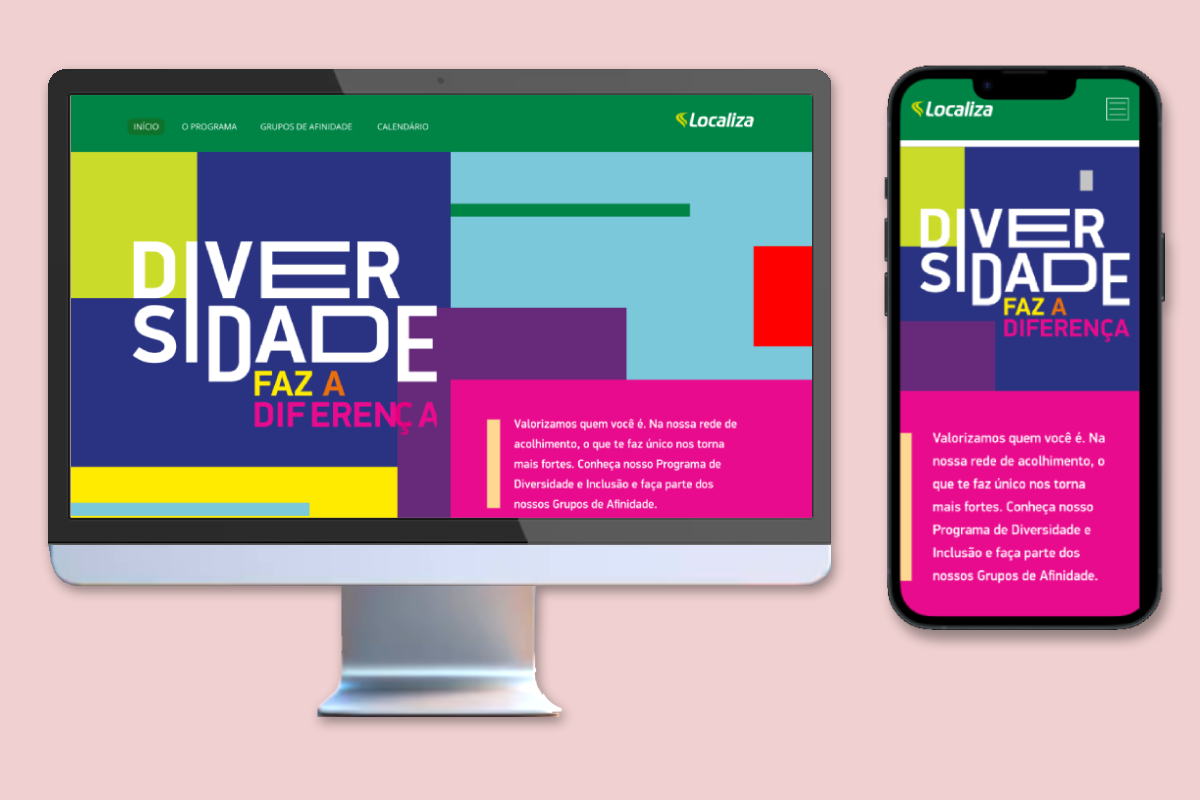 INÍCIO O PROGRAMA GRUPOS DE AFINIDADE CALENDÁRIO Localiza
DIVER
SIDADE
FAZ A
DIFERENÇA
Valorizamos quem você é. Na nossa rede de
acolhimento, o que te faz único nos torna
mais fortes. Conheça nosso Programa de
Diversidade e Inclusão e faça parte dos
nossos Grupos de Afinidade.
Localiza
DIVER
SIDADE
FAZ A
DIFERENÇA
Valorizamos quem você é. Na
nossa rede de acolhimento, o
que te faz único nos torna
mais fortes. Conheça nosso
Programa de Diversidade e
Inclusão e faça parte dos
nossos Grupos de Afinidade.